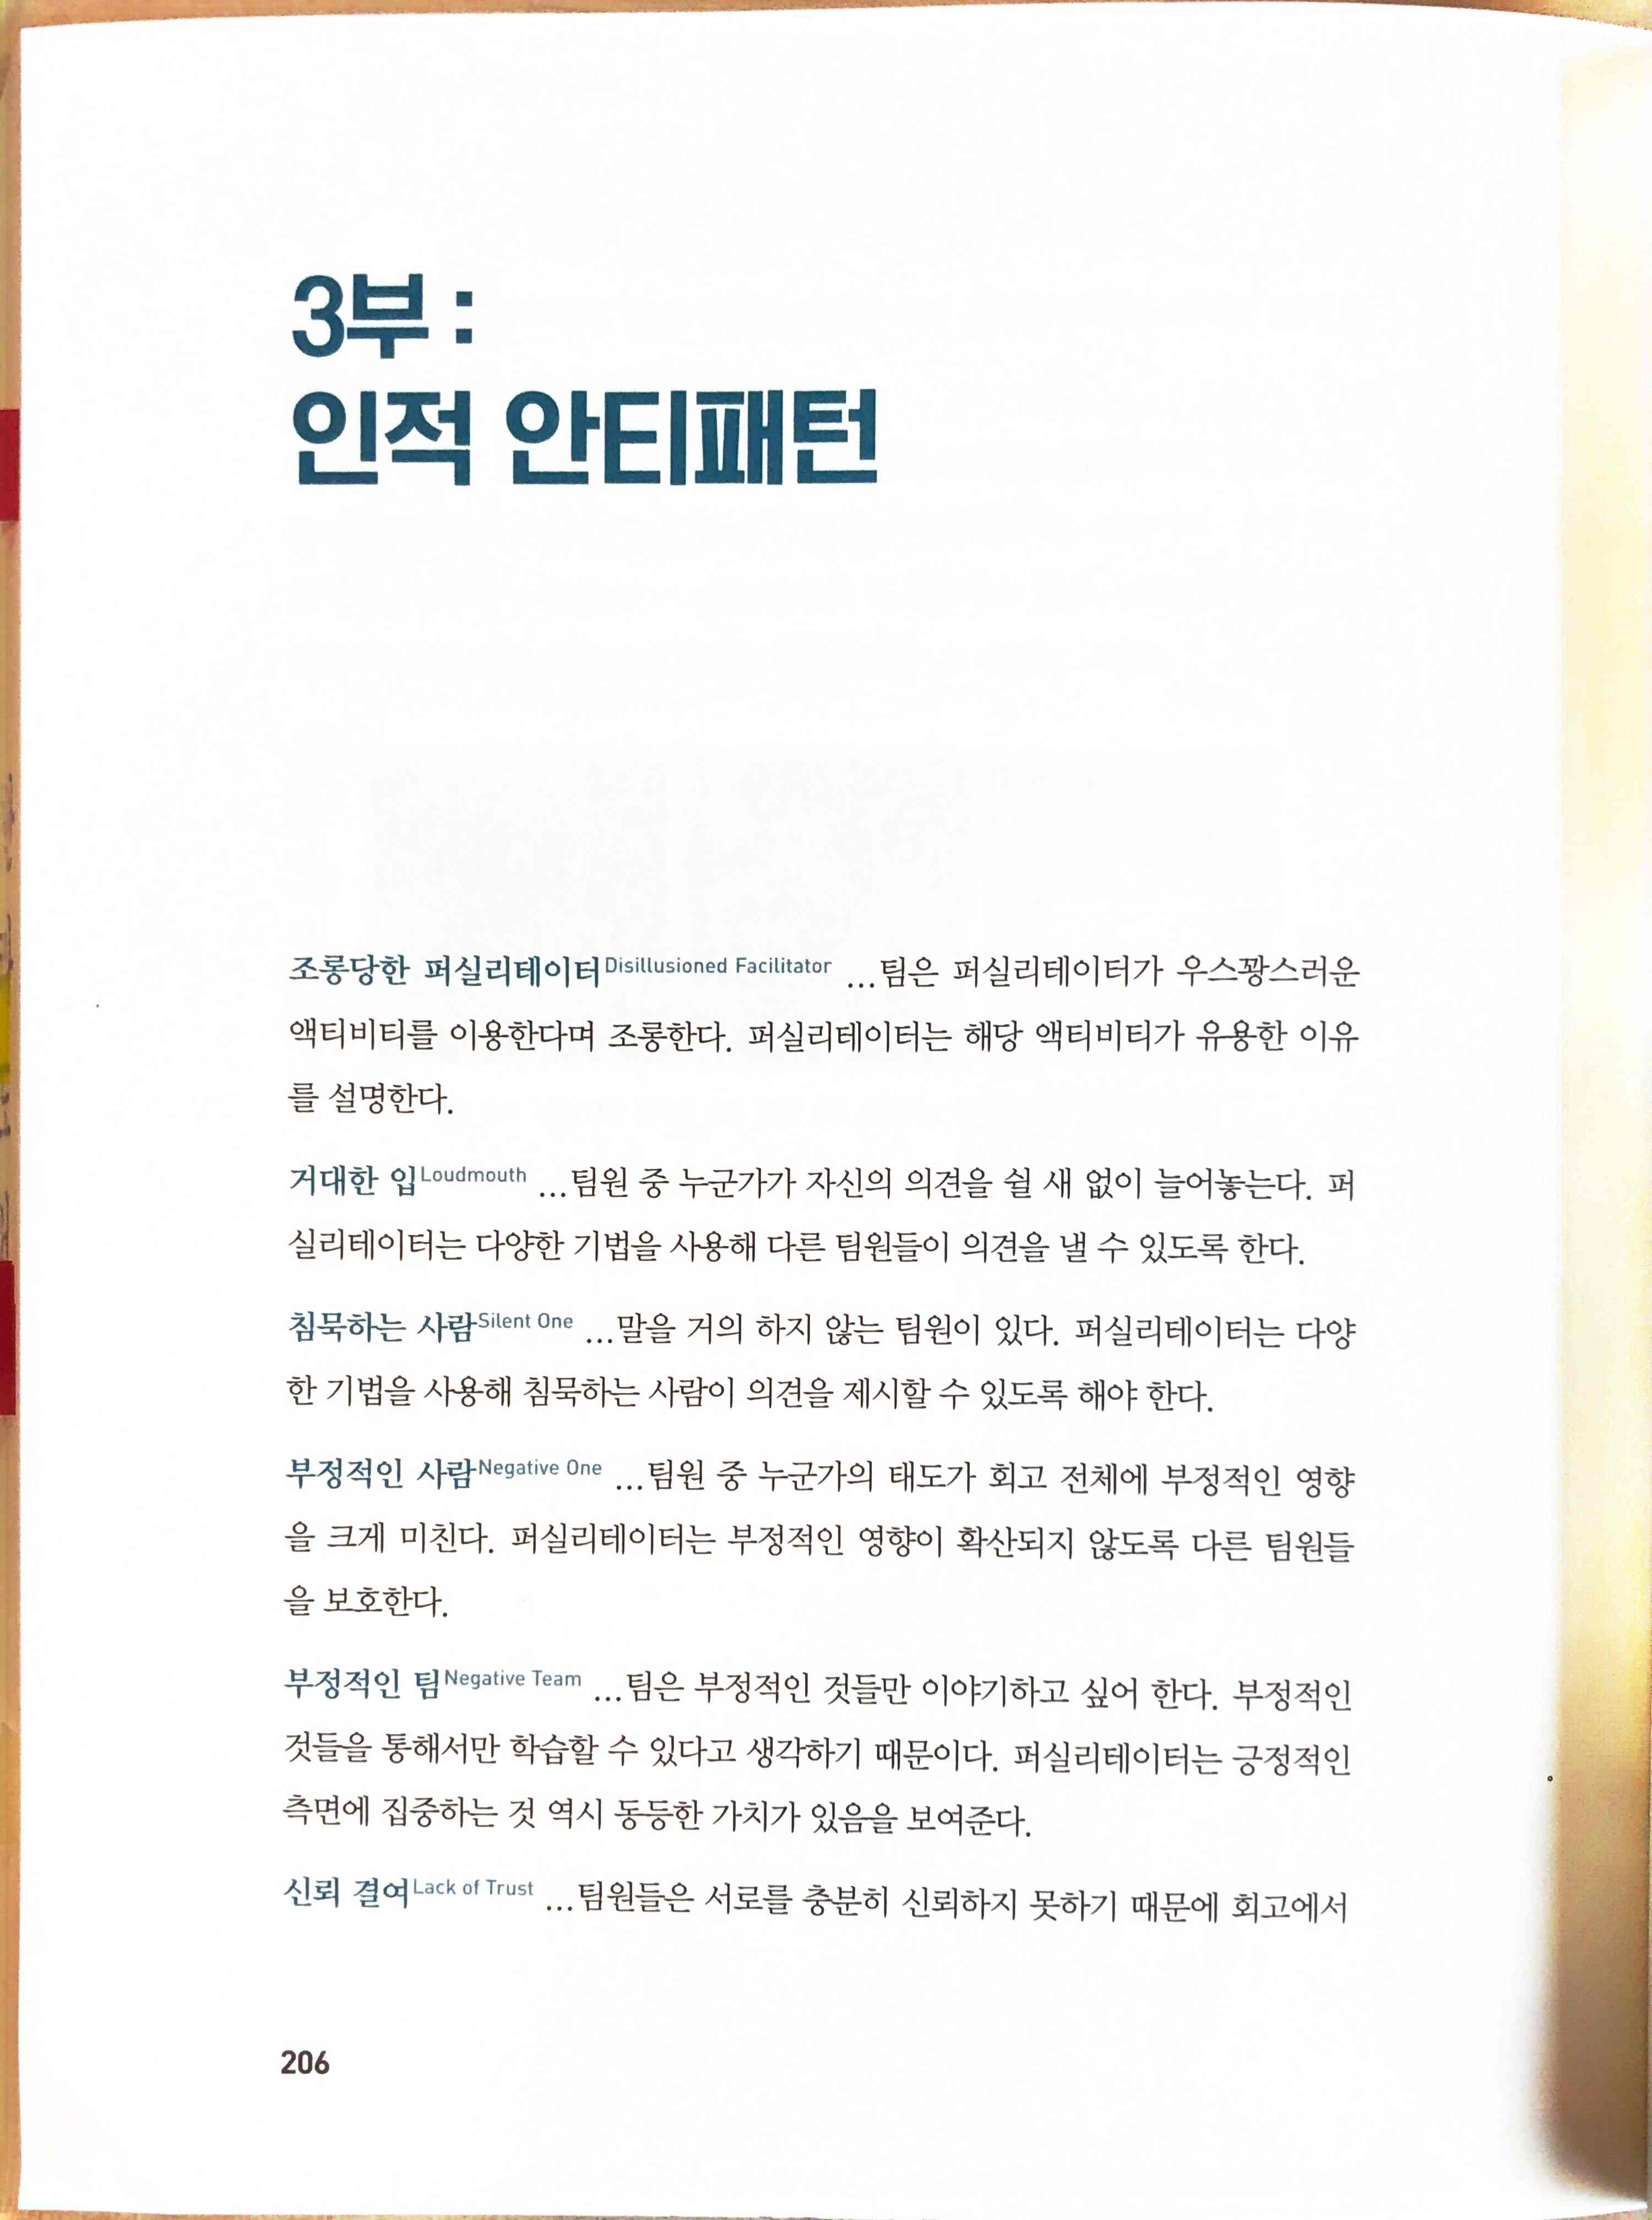 3부 :
인적 안티패턴
조롱당한 퍼실리테이터Disillusioned Facilitator ...팀은 퍼실리테이터가 우스꽝스러운
액티비티를 이용한다며 조롱한다. 퍼실리테이터는 해당 액티비티가 유용한 이유
를 설명한다.
거대한 입Loudmouth ...팀원 중 누군가가 자신의 의견을 쉴 새 없이 늘어놓는다. 퍼
실리테이터는 다양한 기법을 사용해 다른 팀원들이 의견을 낼 수 있도록 한다.
침묵하는 사람Silent One ...말을 거의 하지 않는 팀원이 있다. 퍼실리테이터는 다양
한 기법을 사용해 침묵하는 사람이 의견을 제시할 수 있도록 해야 한다.
부정적인 사람Negative One ...팀원 중 누군가의 태도가 회고 전체에 부정적인 영향
을 크게 미친다. 퍼실리테이터는 부정적인 영향이 확산되지 않도록 다른 팀원들
을 보호한다.
부정적인 팀Negative Team ...팀은 부정적인 것들만 이야기하고 싶어 한다. 부정적인
것들을 통해서만 학습할 수 있다고 생각하기 때문이다. 퍼실리테이터는 긍정적인
측면에 집중하는 것 역시 동등한 가치가 있음을 보여준다.
신뢰 결여Lack of Trust ...팀원들은 서로를 충분히 신뢰하지 못하기 때문에 회고에서
206